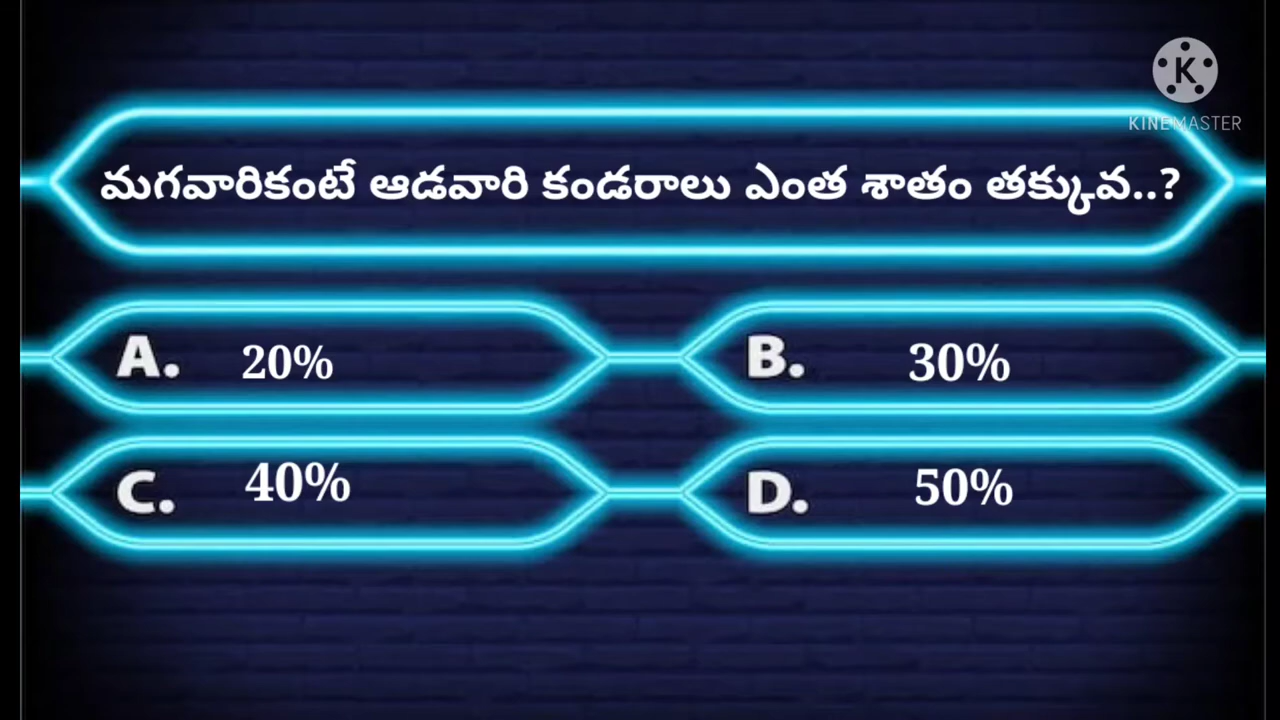 KINEMASTER
మగవారికంటే ఆడవారి కండరాలు ఎంత శాతం తక్కువ..?
A. 20%
B. 30%
C. 40%
D. 50%